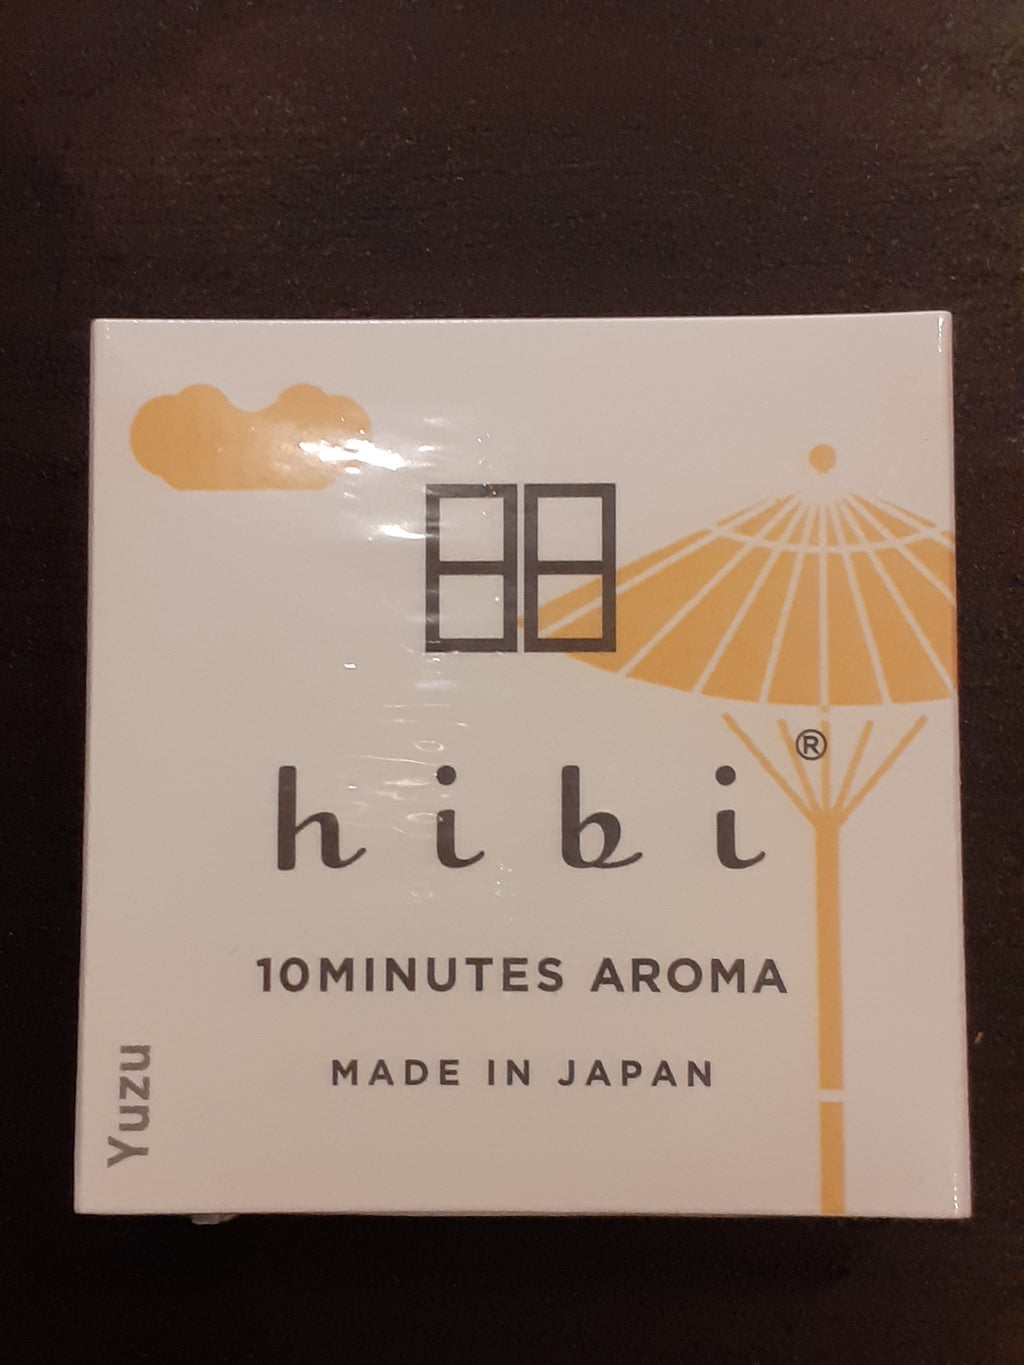 日日
hibi®
10MINUTES AROMA
MADE IN JAPAN
Yuzu